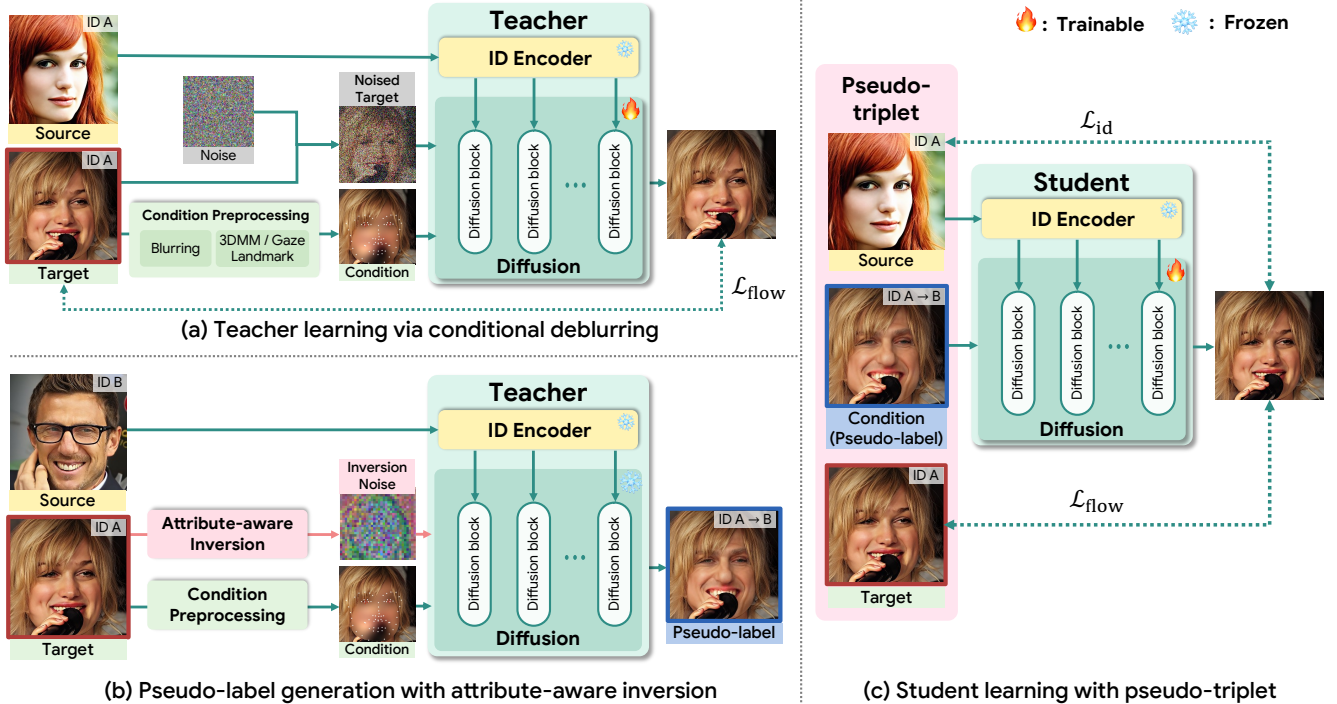 ID A
Source
ID A
Target
Noise
Condition Preprocessing
Blurring
3DMM / Gaze
Landmark
Noised
Target
Condition
Teacher
ID Encoder
Diffusion block
Diffusion block
...
Diffusion block
Diffusion
ℒflow
(a) Teacher learning via conditional deblurring
ID B
Source
ID A
Target
Attribute-aware
Inversion
Condition
Preprocessing
Inversion
Noise
Condition
Teacher
ID Encoder
Diffusion block
Diffusion block
...
Diffusion block
Diffusion
ID A → B
Pseudo-label
(b) Pseudo-label generation with attribute-aware inversion
: Trainable
: Frozen
Pseudo-
triplet
ID A
Source
ID A → B
Condition
(Pseudo-label)
ID A
Target
ℒid
Student
ID Encoder
Diffusion block
Diffusion block
...
Diffusion block
Diffusion
ℒflow
(c) Student learning with pseudo-triplet